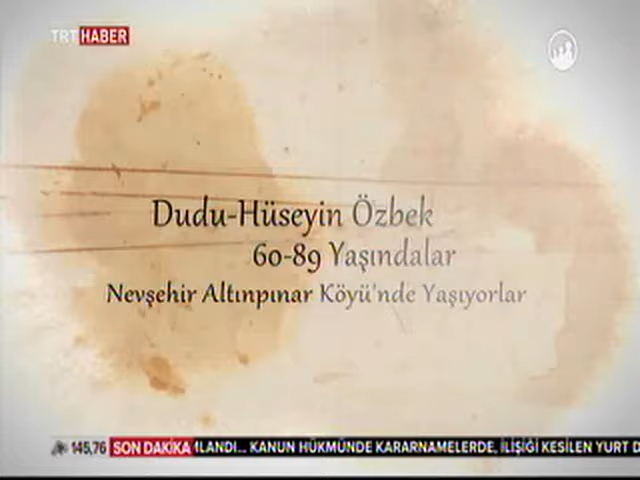 TRT HABER
Dudu-Hüseyin Özbek
60-89 Yaşındalar
Nevşehir Altınpınar Köyü'nde Yaşıyorlar
145,76 SON DAKİKA MLANDI... KANUN HÜKMÜNDE KARARNAMELERDE, İLİŞİĞİ KESİLEN YURT D